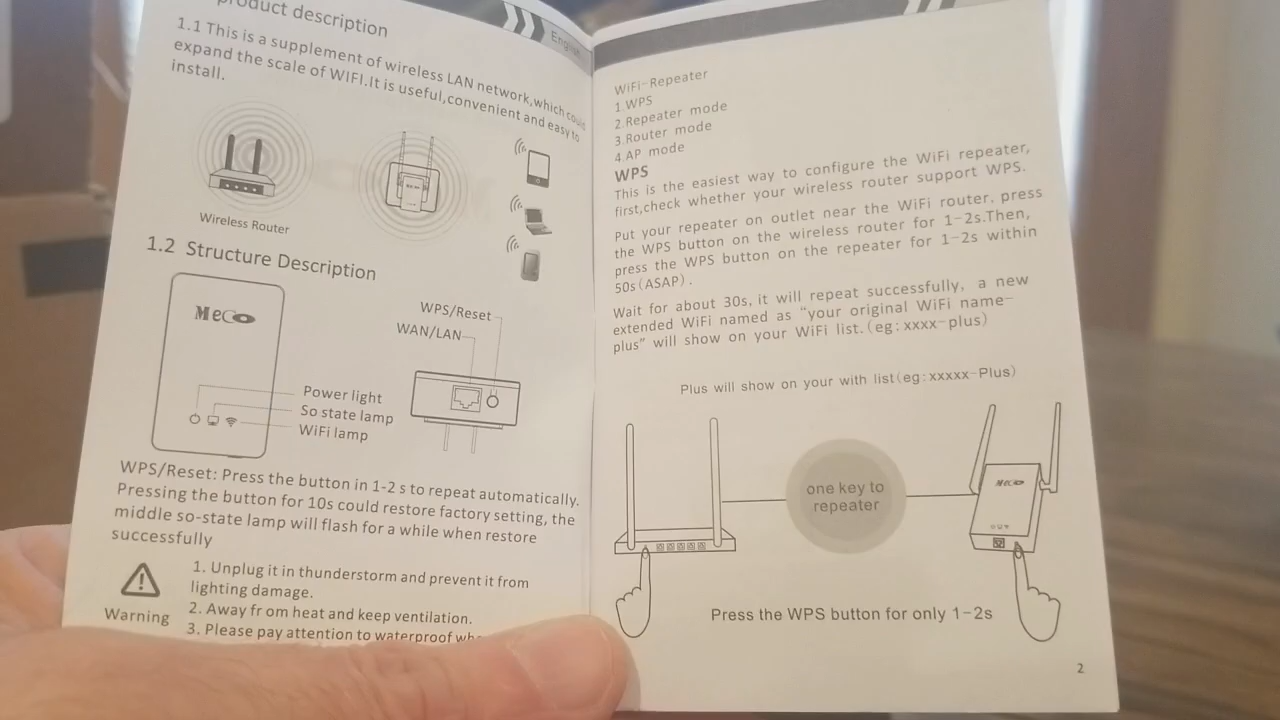 product description
English
1.1 This is a supplement of wireless LAN network,which could
expand the scale of WIFI.It is useful,convenient and easy to
install.
Wireless Router
1.2 Structure Description
MeCo
WPS/Reset
WAN/LAN
Power light
So state lamp
WiFi lamp
WPS/Reset: Press the button in 1-2 s to repeat automatically.
Pressing the button for 10s could restore factory setting, the
middle so-state lamp will flash for a while when restore
successfully
Warning
1. Unplug it in thunderstorm and prevent it from
lighting damage.
2. Away fr om heat and keep ventilation.
3. Please pay attention to waterproof
WiFi-Repeater
1.WPS
2.Repeater mode
3.Router mode
4.AP mode
WPS
This is the easiest way to configure the WiFi repeater,
first,check whether your wireless router support WPS.
Put your repeater on outlet near the WiFi router, press
the WPS button on the wireless router for 1-2s.Then,
press the WPS button on the repeater for 1-2s within
50s(ASAP).
Wait for about 30s, it will repeat successfully, a new
extended WiFi named as "your original WiFi name-
plus" will show on your WiFi list.(eg: xxxx-plus)
Plus will show on your with list(eg:xxxxx-Plus)
one key to
repeater
MeCo
Press the WPS button for only 1-2s
2